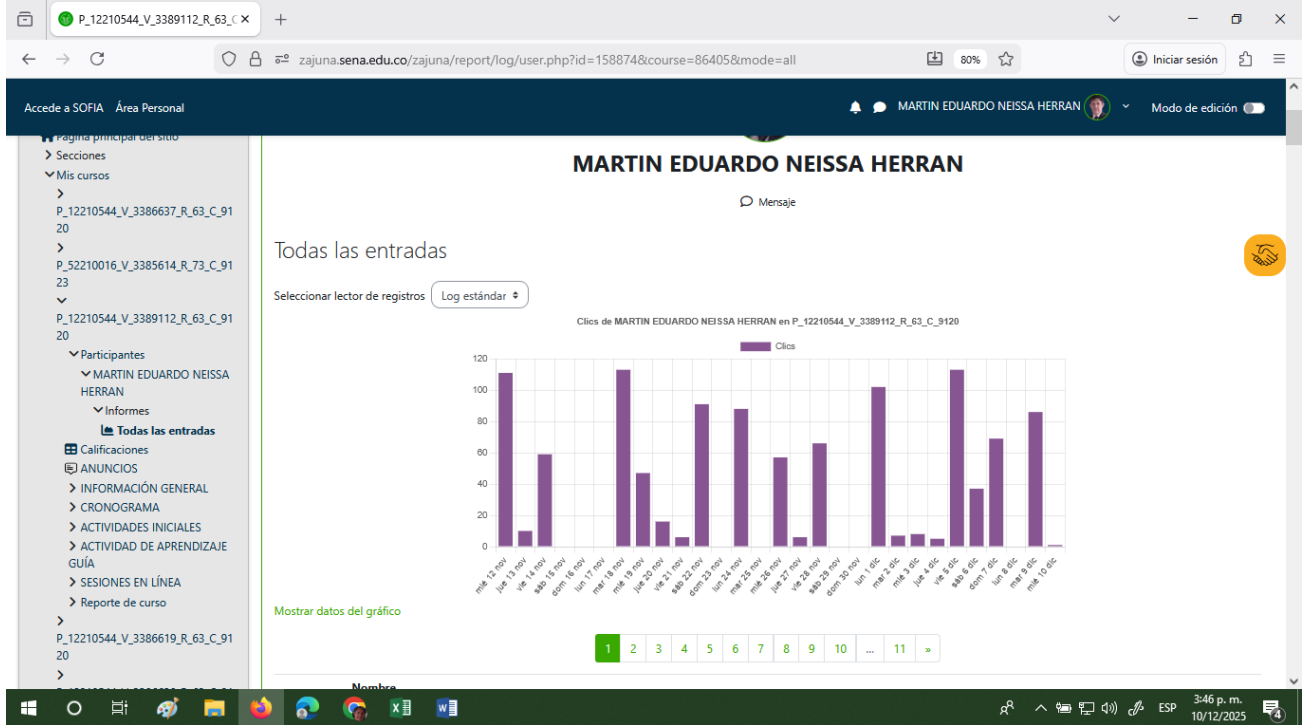 P_12210544_V_3389112_R_63_C
zajuna.sena.edu.co/zajuna/report/log/user.php?id=158874&course=86405&mode=all
80%
Iniciar sesión
Accede a SOFIA Área Personal
MARTIN EDUARDO NEISSA HERRAN
Modo de edición
Página principal del sitio
Secciones
Mis cursos
P_12210544_V_3386637_R_63_C_91
20
P_52210016_V_3385614_R_73_C_91
23
P_12210544_V_3389112_R_63_C_91
20
Participantes
MARTIN EDUARDO NEISSA
HERRAN
Informes
Todas las entradas
Calificaciones
ANUNCIOS
INFORMACIÓN GENERAL
CRONOGRAMA
ACTIVIDADES INICIALES
ACTIVIDAD DE APRENDIZAJE
GUÍA
SESIONES EN LÍNEA
Reporte de curso
P_12210544_V_3386619_R_63_C_91
20
MARTIN EDUARDO NEISSA HERRAN
Mensaje
Todas las entradas
Seleccionar lector de registros Log estándar
Clics de MARTIN EDUARDO NEISSA HERRAN en P_12210544_V_3389112_R_63_C_9120
Clics
120
100
80
60
40
20
0
mié 12 nov
jue 13 nov
vie 14 nov
sáb 15 nov
dom 16 nov
lun 17 nov
mar 18 nov
mié 19 nov
jue 20 nov
vie 21 nov
sáb 22 nov
dom 23 nov
lun 24 nov
mar 25 nov
mié 26 nov
jue 27 nov
vie 28 nov
sáb 29 nov
dom 30 nov
lun 1 dic
mar 2 dic
mié 3 dic
jue 4 dic
vie 5 dic
sáb 6 dic
dom 7 dic
lun 8 dic
mar 9 dic
mié 10 dic
Mostrar datos del gráfico
1 2 3 4 5 6 7 8 9 10 ... 11 »
Nombre
ESP
3:46 p. m.
10/12/2025
4